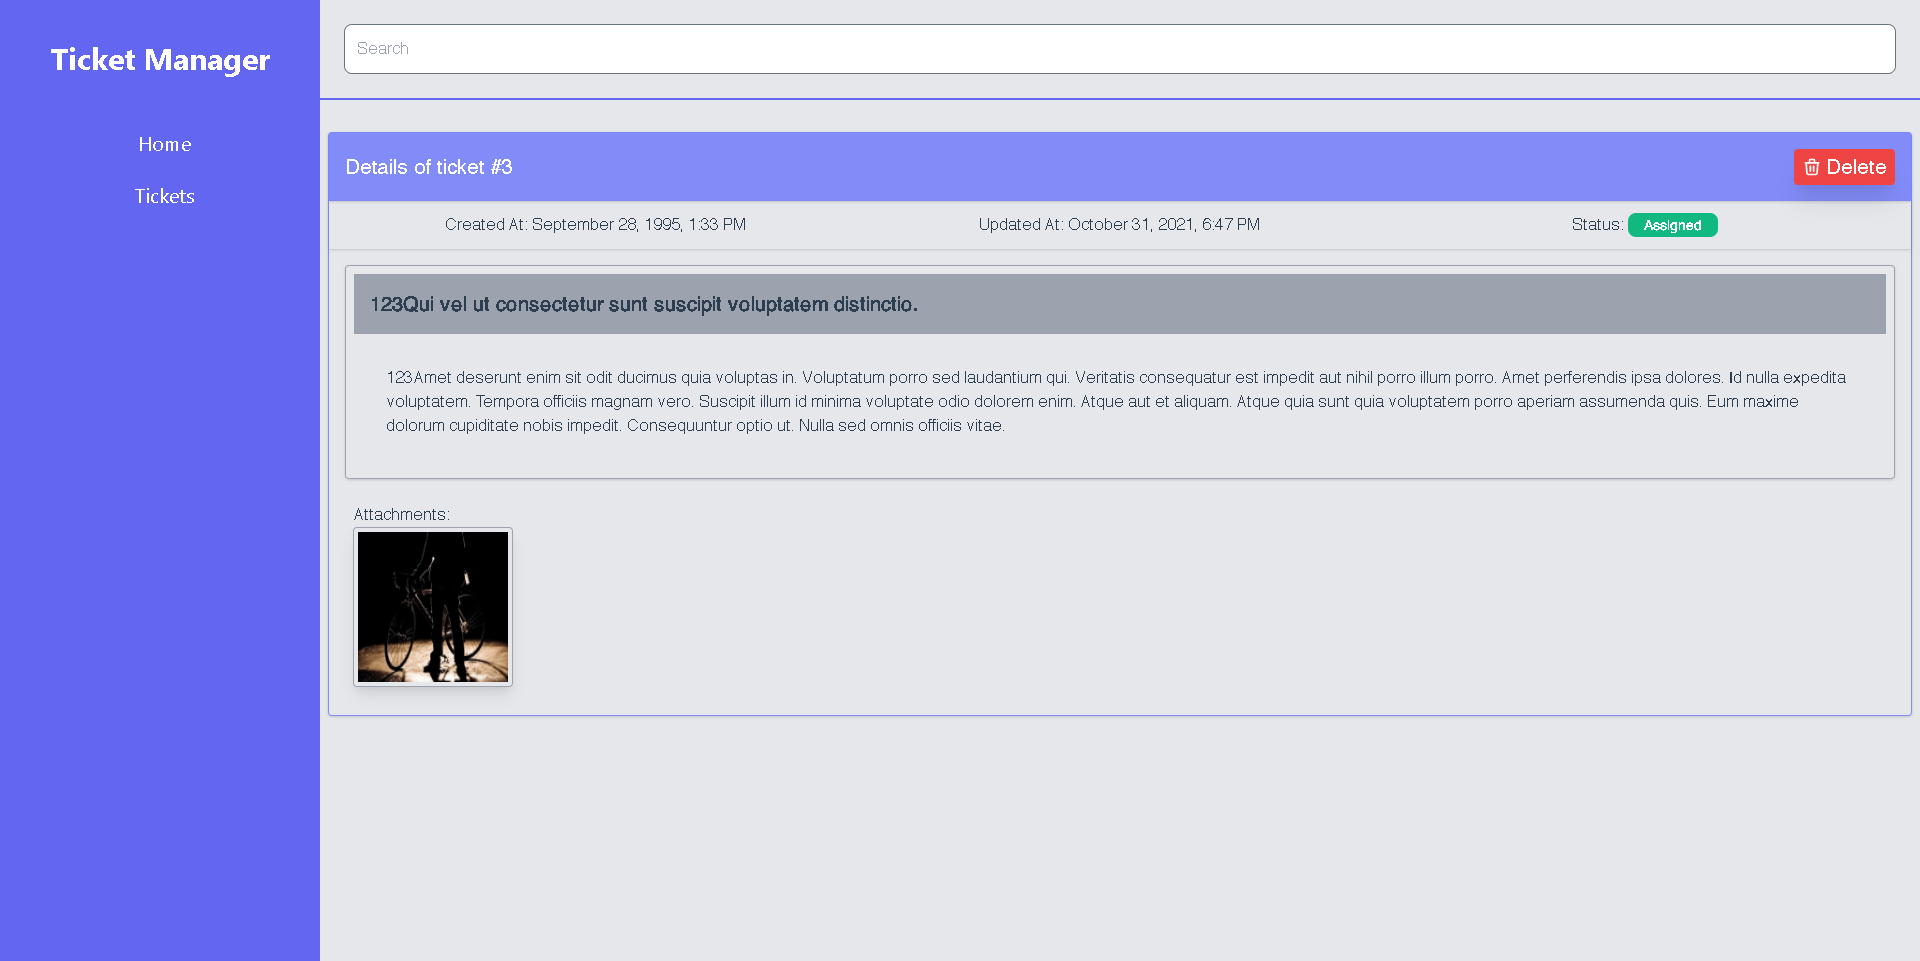 Ticket Manager
Home
Tickets
Search
Details of ticket #3
Delete
Created At: September 28, 1995, 1:33 PM
Updated At: October 31, 2021, 6:47 PM
Status: Assigned
123Qui vel ut consectetur sunt suscipit voluptatem distinctio.
123Amet deserunt enim sit odit ducimus quia voluptas in. Voluptatum porro sed laudantium qui. Veritatis consequatur est impedit aut nihil porro illum porro. Amet perferendis ipsa dolores. Id nulla expedita
voluptatem. Tempora officiis magnam vero. Suscipit illum id minima voluptate odio dolorem enim. Atque aut et aliquam. Atque quia sunt quia voluptatem porro aperiam assumenda quis. Eum maxime
dolorum cupiditate nobis impedit. Consequuntur optio ut. Nulla sed omnis officiis vitae.
Attachments: